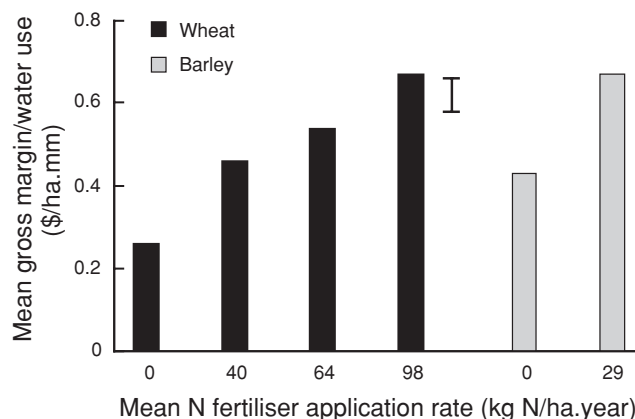 0.8
Wheat
Barley
0.6
0.4
0.2
0
Mean gross margin/water use
($/ha.mm)
0 40 64 98 0 29
Mean N fertiliser application rate (kg N/ha.year)